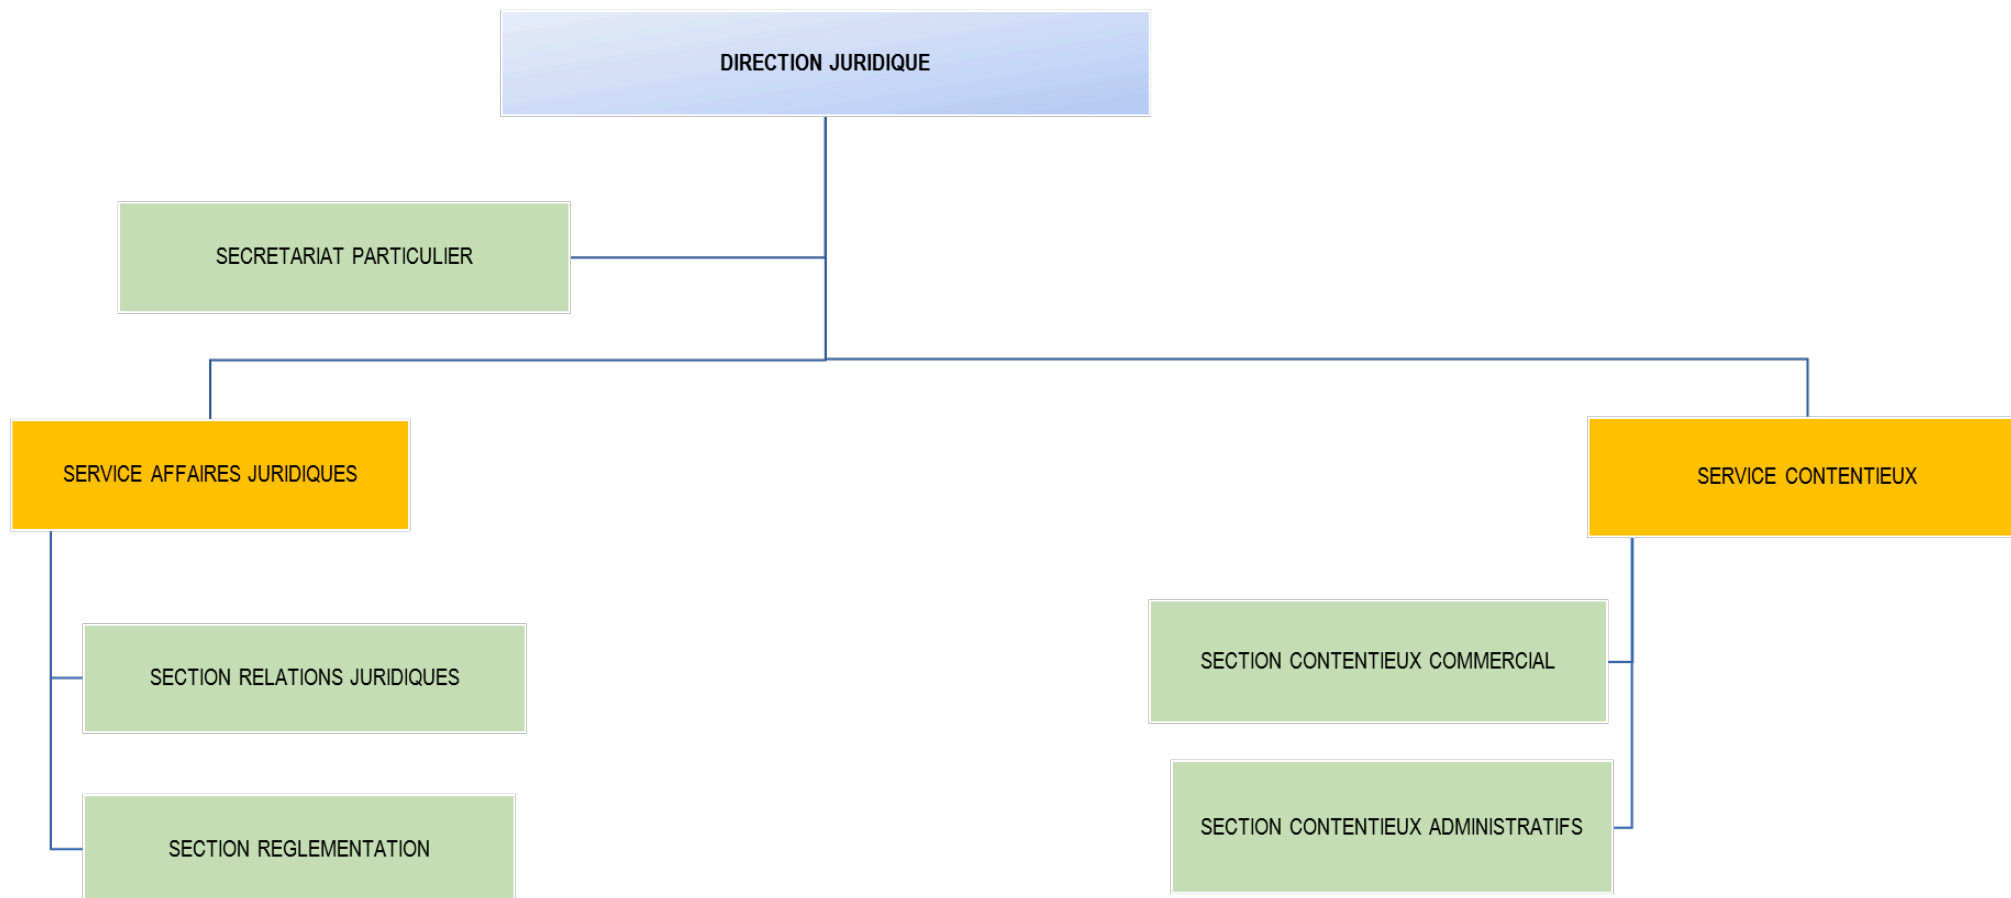 DIRECTION JURIDIQUE
SECRETARIAT PARTICULIER
SERVICE AFFAIRES JURIDIQUES
SERVICE CONTENTIEUX
SECTION RELATIONS JURIDIQUES
SECTION CONTENTIEUX COMMERCIAL
SECTION REGLEMENTATION
SECTION CONTENTIEUX ADMINISTRATIFS